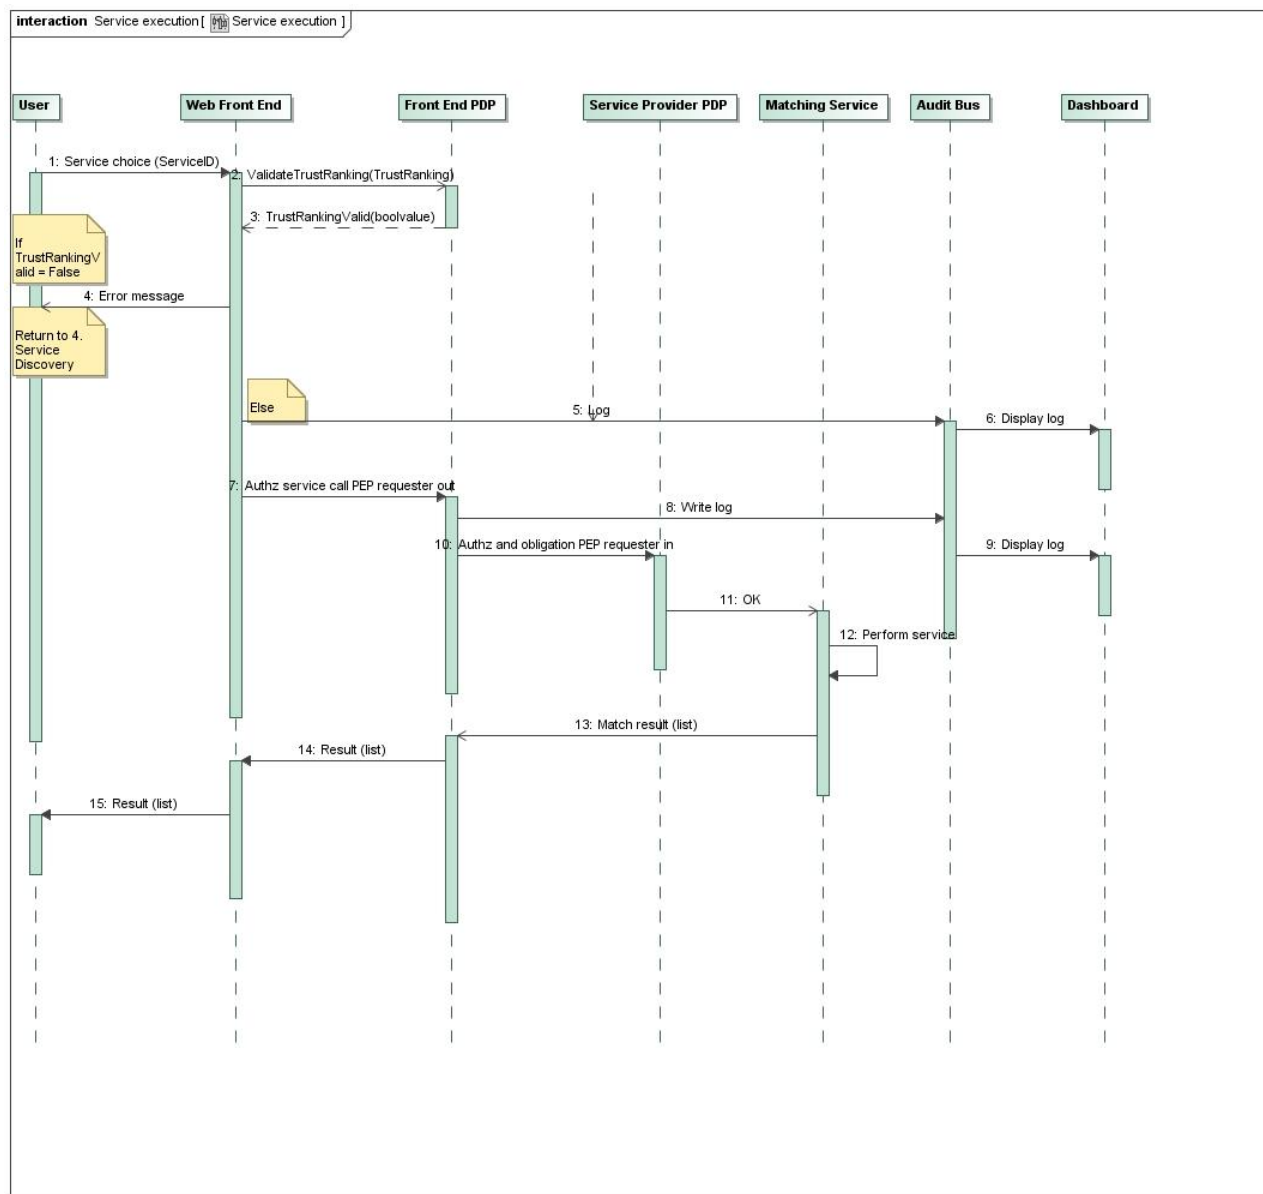 interaction Service execution[ Service execution ]
User
Web Front End
Front End PDP
Service Provider PDP
Matching Service
Audit Bus
Dashboard
1: Service choice (ServiceID)
2: ValidateTrustRanking(TrustRanking)
3: TrustRankingValid(boolvalue)
If
TrustRankingV
alid = False
4: Error message
Return to 4.
Service
Discovery
Else
5: Log
6: Display log
7: Authz service call PEP requester out
8: Write log
10: Authz and obligation PEP requester in
9: Display log
11: OK
12: Perform service
13: Match result (list)
14: Result (list)
15: Result (list)